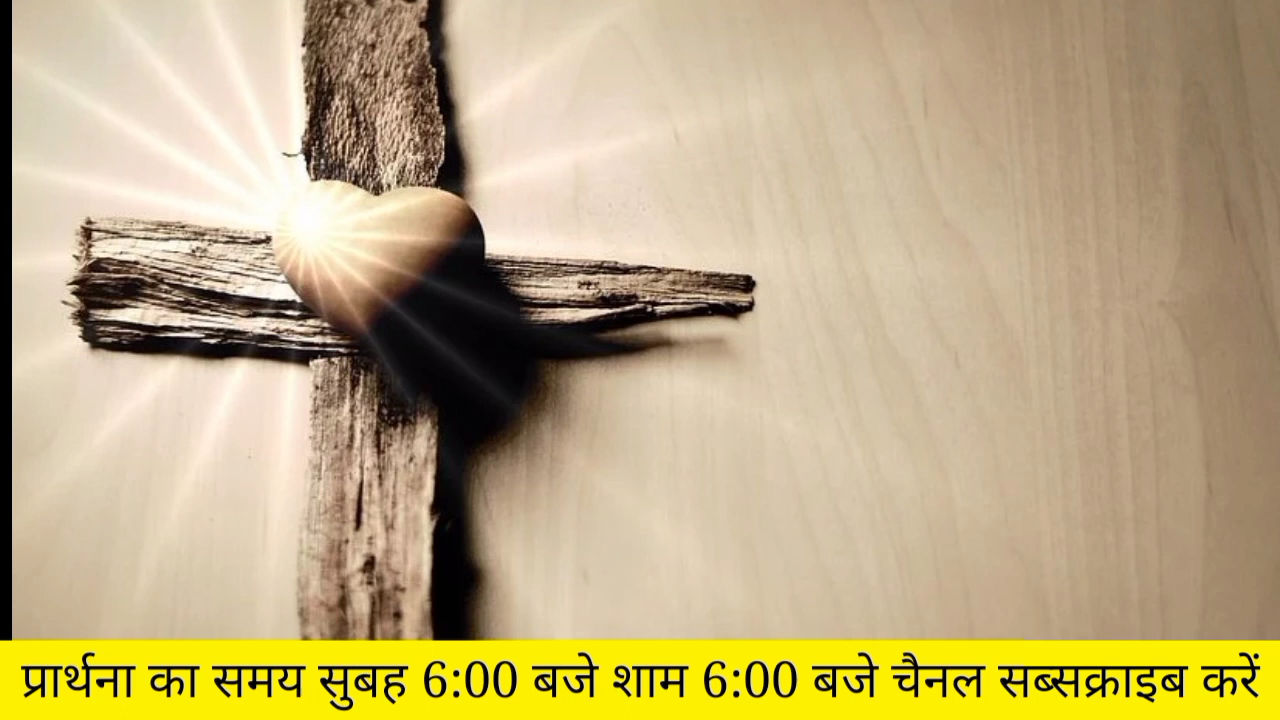 प्रार्थना का समय सुबह 6:00 बजे शाम 6:00 बजे चैनल सब्सक्राइब करें